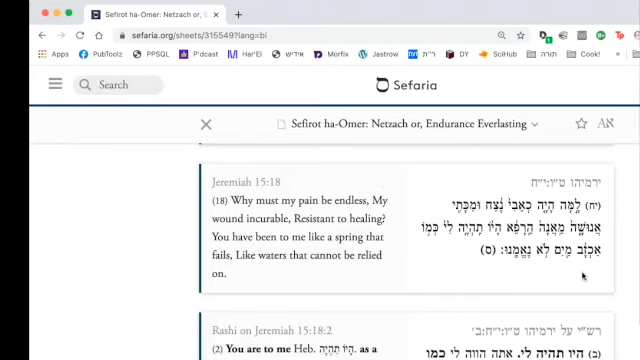 Sefirot ha-Omer: Netzach or, E
sefaria.org/sheets/315549?lang=bi
Apps PubToolz PPSQL P'dcast Har'El אידיש Morfix Jastrow ר"ת DY SciHub תורה Cook!
Search
Sefaria
Sefirot ha-Omer: Netzach or, Endurance Everlasting
Jeremiah 15:18
(18) Why must my pain be endless, My
wound incurable, Resistant to healing?
You have been to me like a spring that
fails, Like waters that cannot be relied
on.
ירמיהו ט״ו:י״ח
(יח) לָ֣מָּה הָיָ֤ה כְאֵבִי֙ נֶ֔צַח וּמַכָּתִ֖י
אֲנוּשָׁ֑ה מֵֽאֲנָה֙ הֵֽרָפֵ֔א הָי֨וֹ תִֽהְיֶ֥ה לִי֙ כְּמ֣וֹ
אַכְזָ֔ב מַ֖יִם לֹ֥א נֶאֱמָֽנוּ׃ (ס)
Rashi on Jeremiah 15:18:2
(2) You are to me Heb. הָיֹו תִהְיֶה. as a
רש״י על ירמיהו ט״ו:י״ח:ב׳
(ב) היו תהיה לי. אתה הווה לי כמו